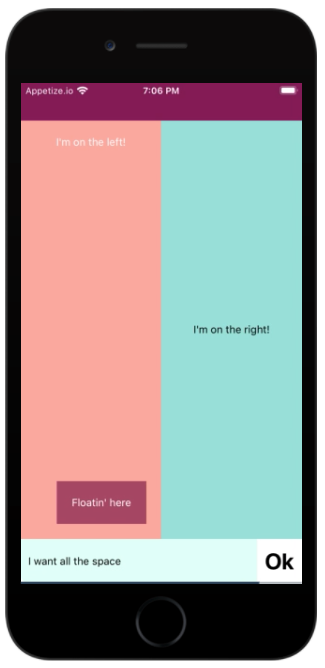 Appetize.io 7:06 PM
I'm on the left!
I'm on the right!
Floatin' here
I want all the space Ok